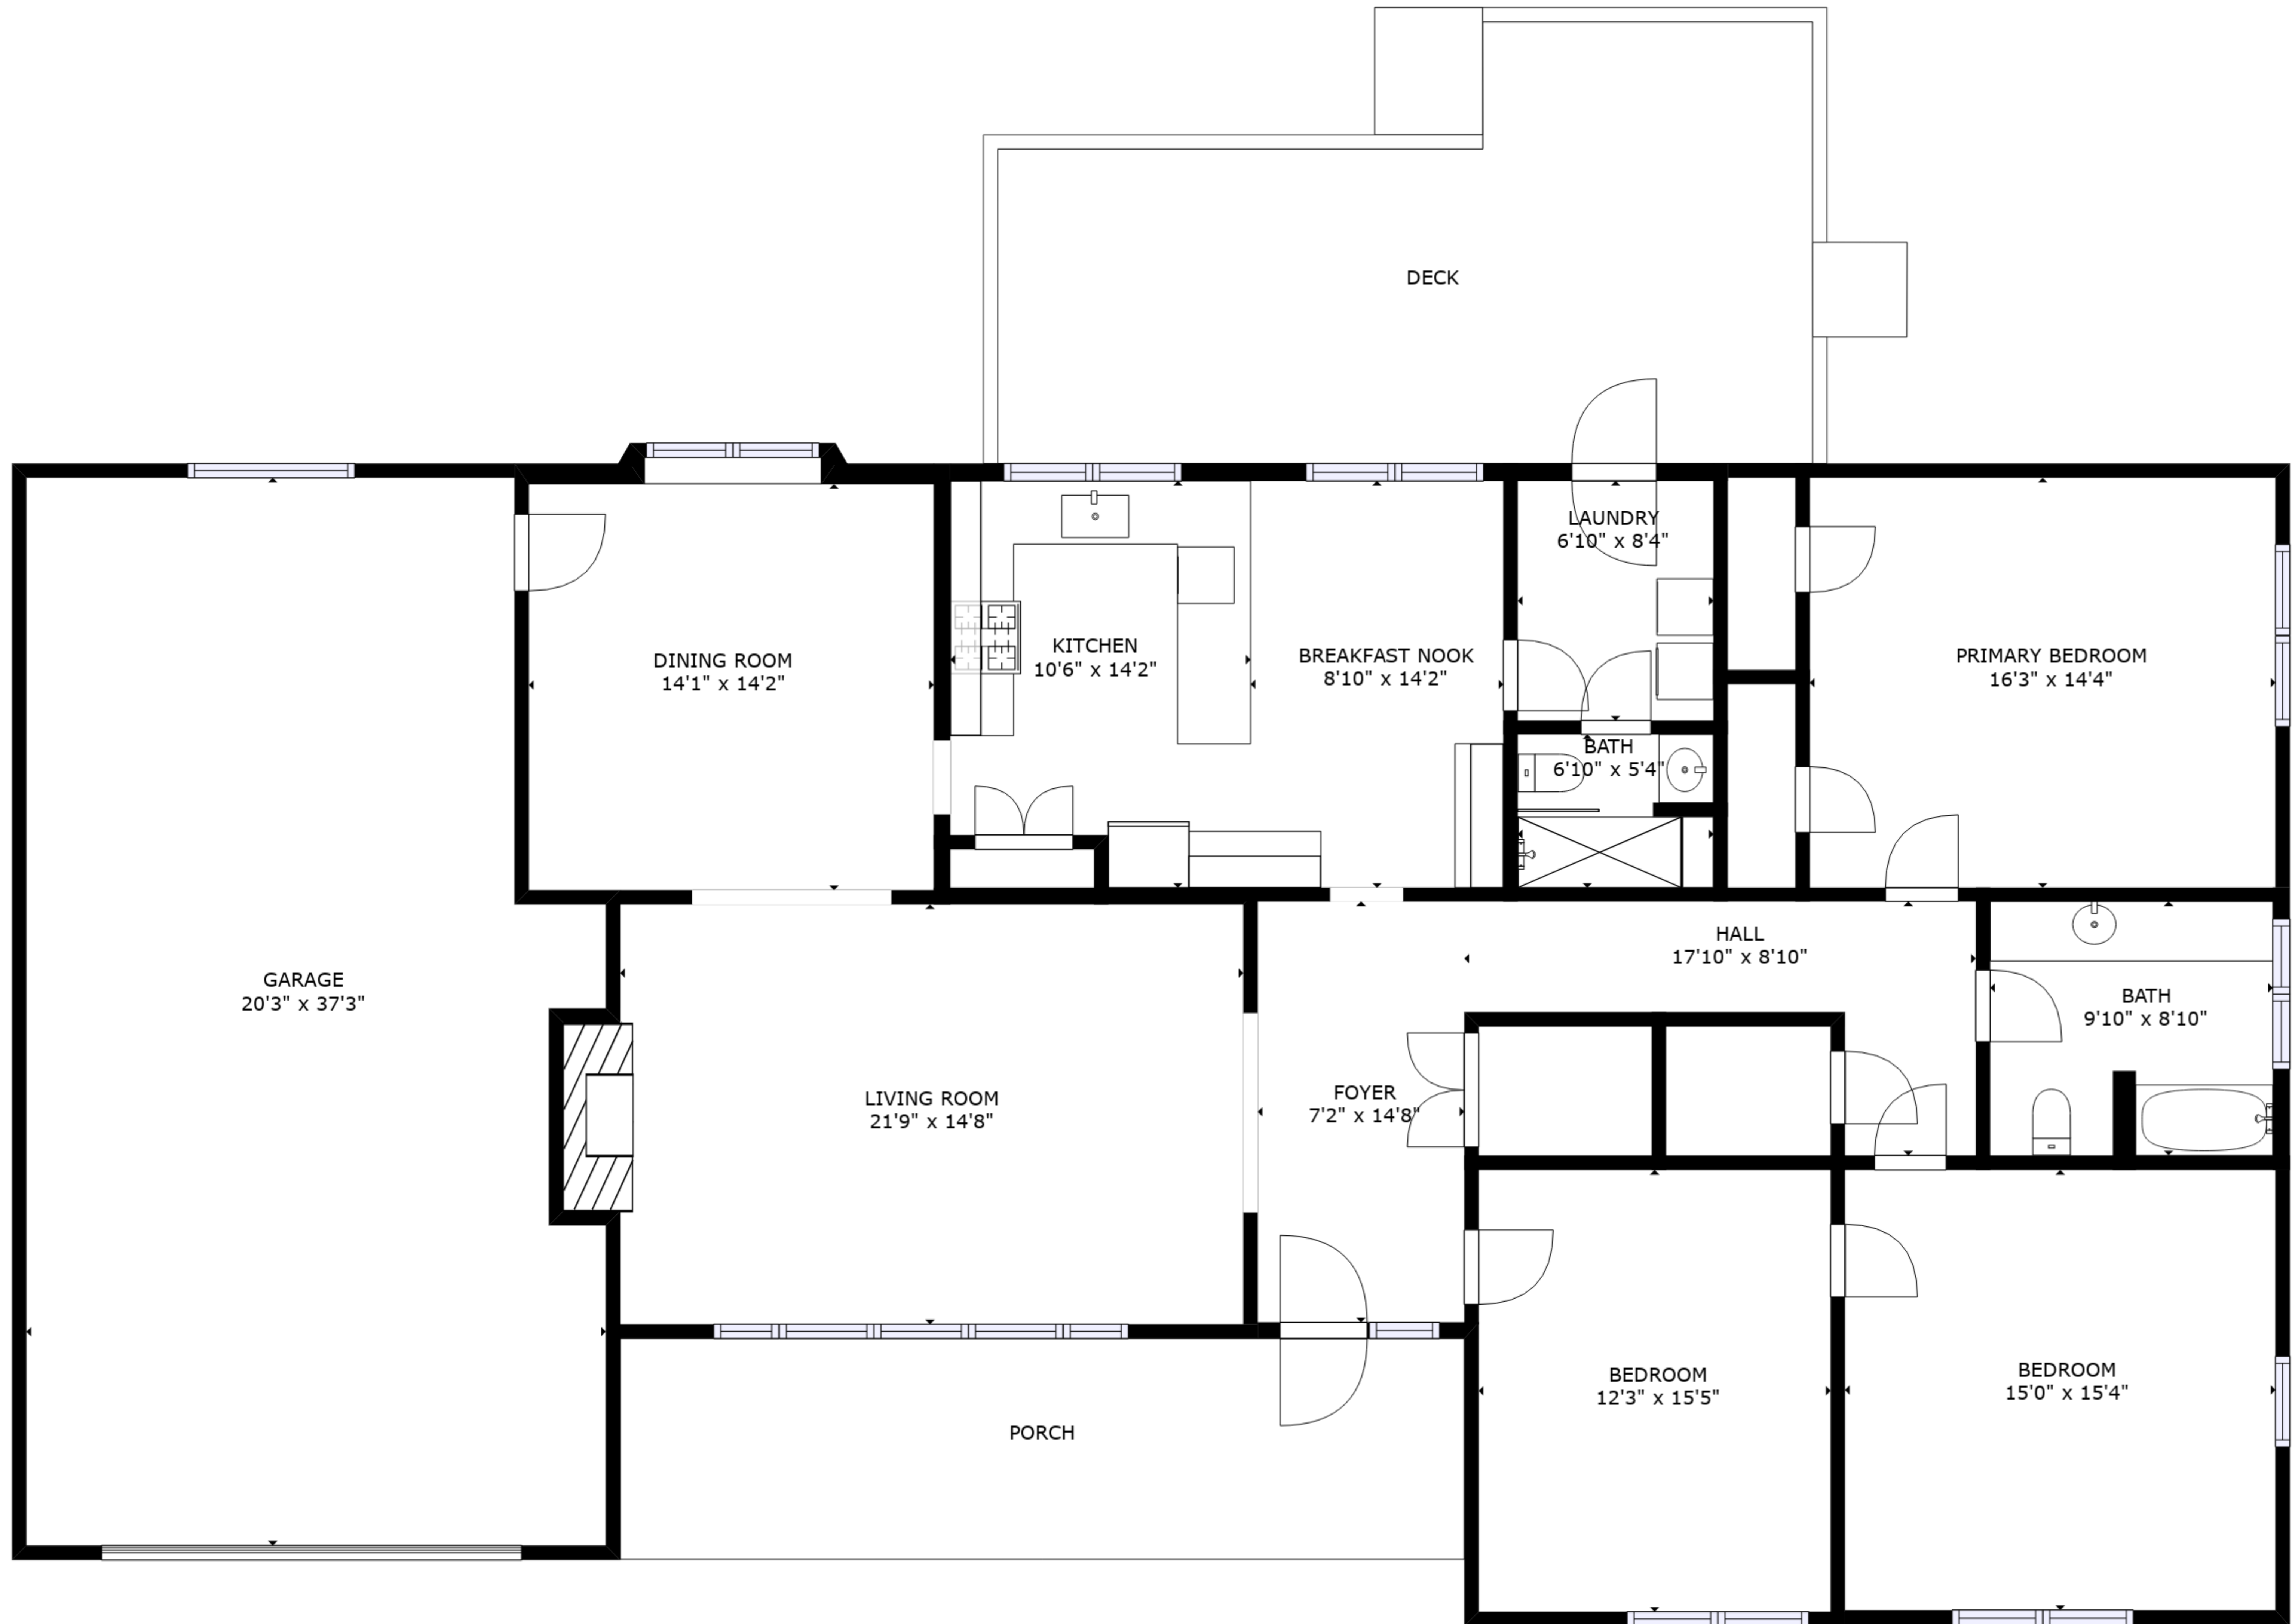 DECK
LAUNDRY
6'10" x 8'4"
DINING ROOM
14'1" x 14'2"
KITCHEN
10'6" x 14'2"
BREAKFAST NOOK
8'10" x 14'2"
PRIMARY BEDROOM
16'3" x 14'4"
BATH
6'10" x 5'4"
HALL
17'10" x 8'10"
GARAGE
20'3" x 37'3"
BATH
9'10" x 8'10"
LIVING ROOM
21'9" x 14'8"
FOYER
7'2" x 14'8"
BEDROOM
12'3" x 15'5"
BEDROOM
15'0" x 15'4"
PORCH